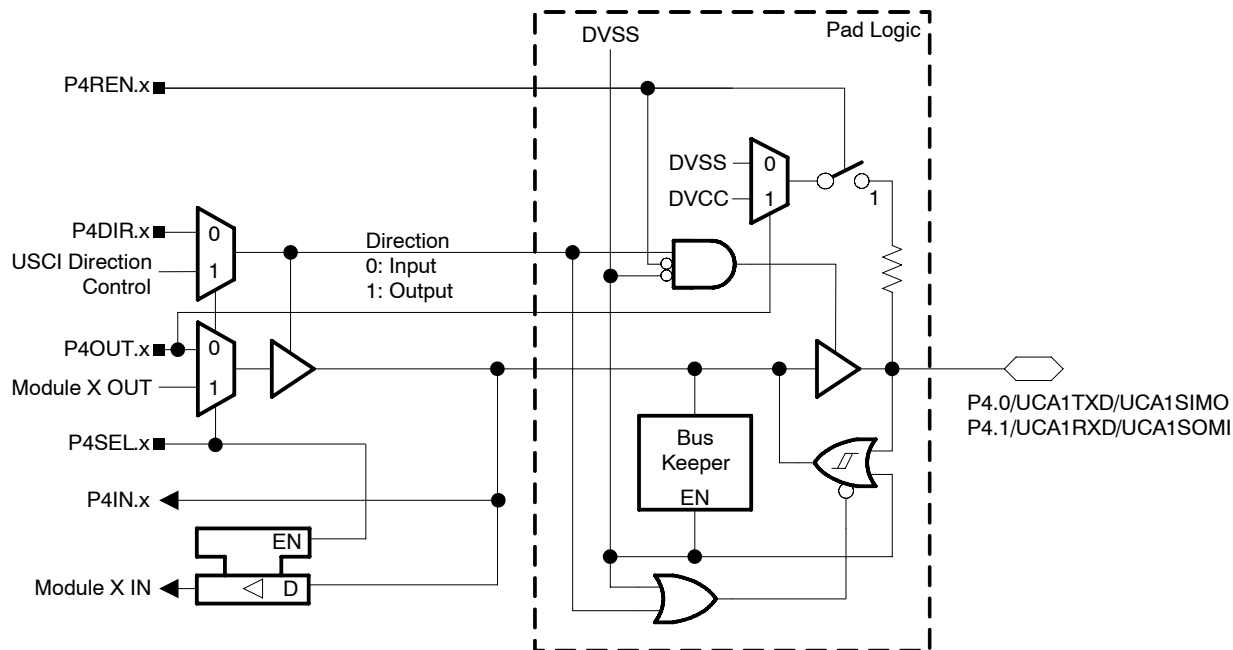 Pad Logic
DVSS
P4REN.x
DVSS
0
DVCC
1
1
P4DIR.x
0
USCI Direction
Control
1
Direction
0: Input
1: Output
P4OUT.x
0
Module X OUT
1
P4.0/UCA1TXD/UCA1SIMO
P4.1/UCA1RXD/UCA1SOMI
P4SEL.x
Bus
Keeper
EN
P4IN.x
EN
Module X IN
D